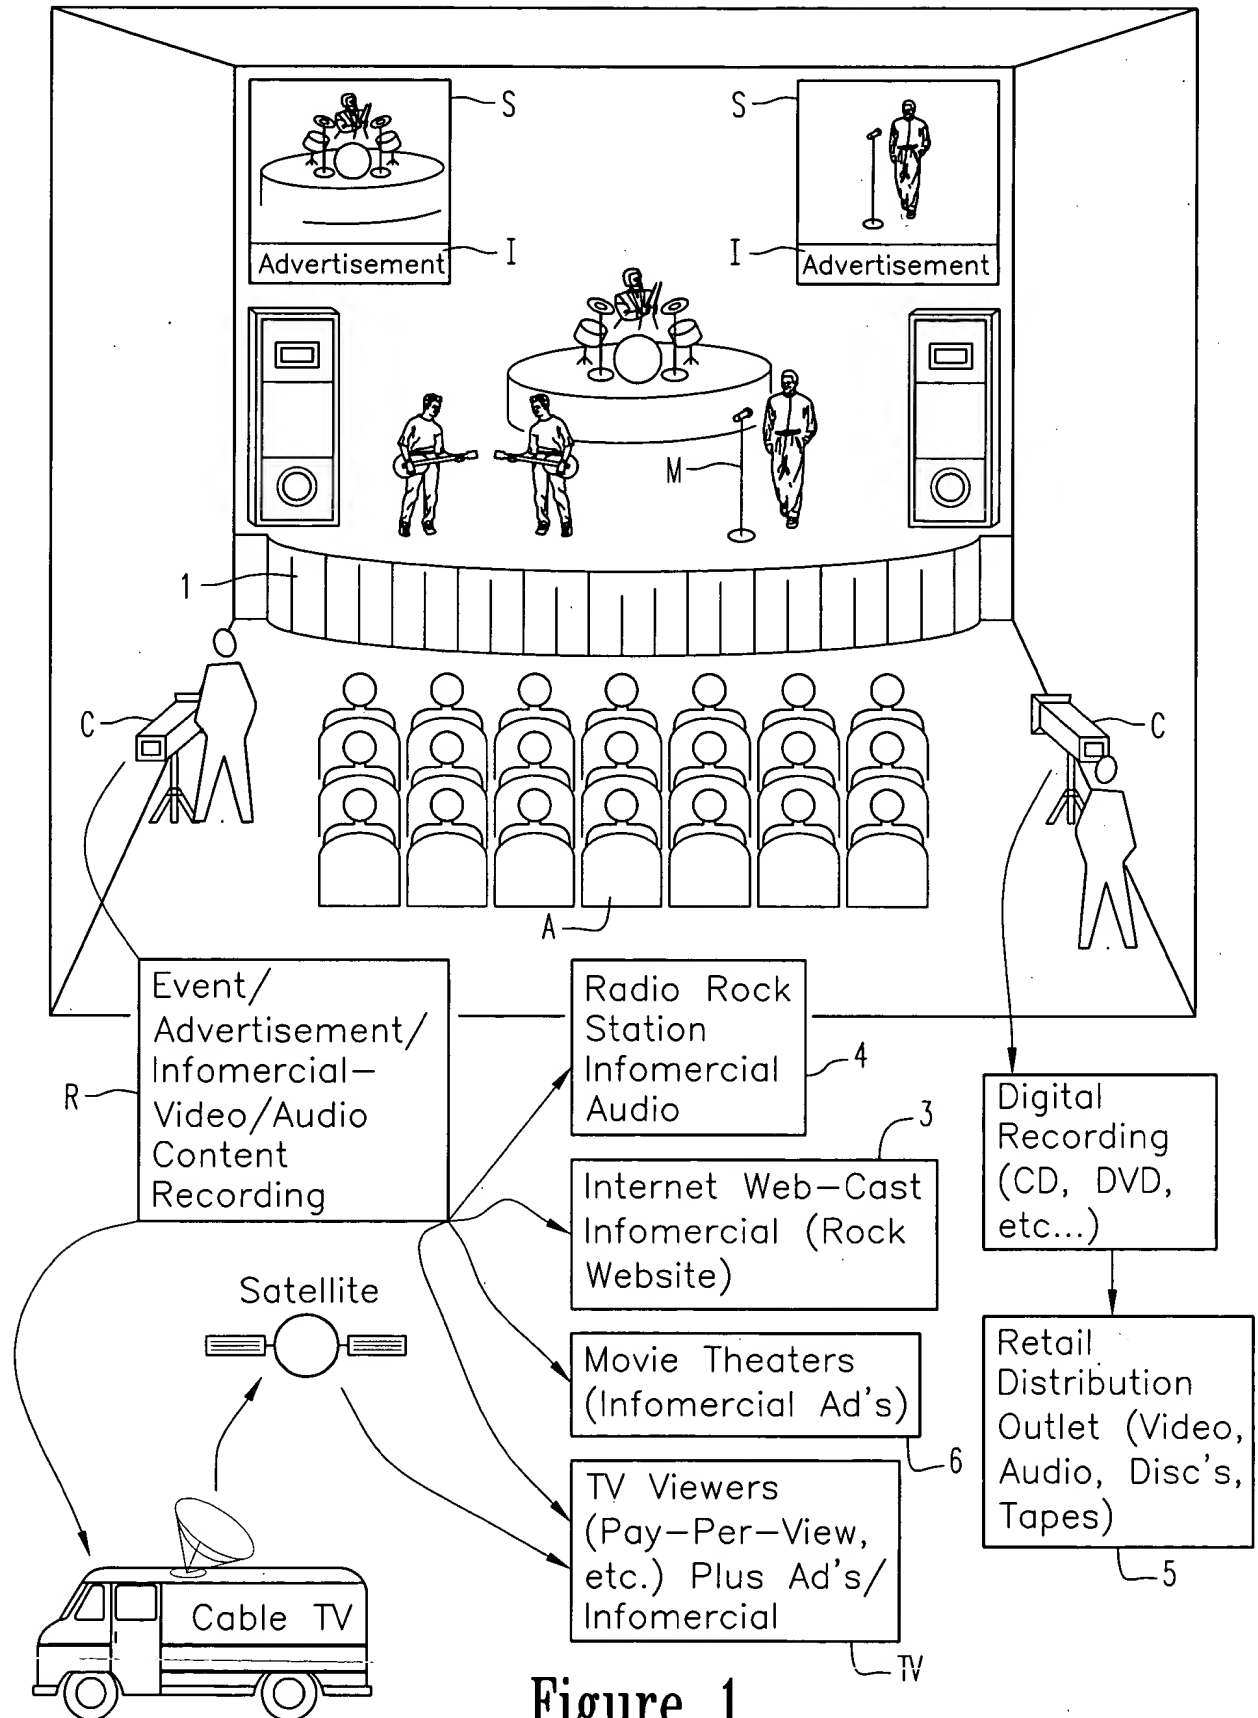 S
S
I
I
Advertisement
Advertisement
M
1
C
C
A
Event/
Advertisement/
Infomercial-
Video/Audio
Content
Recording
R
Radio Rock
Station
Infomercial
Audio
4
3
Internet Web-Cast
Infomercial (Rock
Website)
Digital
Recording
(CD, DVD,
etc...)
Satellite
Movie Theaters
(Infomercial Ad's)
6
Retail
Distribution
Outlet (Video,
Audio, Disc's,
Tapes)
5
TV Viewers
(Pay-Per-View,
etc.) Plus Ad's/
Infomercial
TV
Cable TV
Figure 1